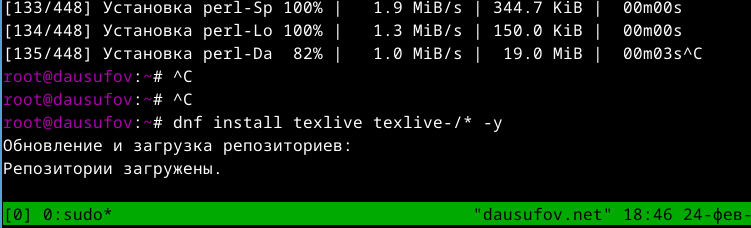 [133/448] Установка perl-Sp 100% |   1.9 MiB/s | 344.7 KiB |  00m00s
[134/448] Установка perl-Lo 100% |   1.3 MiB/s | 150.0 KiB |  00m00s
[135/448] Установка perl-Da  82% |   1.0 MiB/s |  19.0 MiB |  00m03s^C
root@dausufov:~# ^C
root@dausufov:~# ^C
root@dausufov:~# dnf install texlive texlive-/* -y
Обновление и загрузка репозиториев:
Репозитории загружены.
[0] 0:sudo* "dausufov.net" 18:46 24-фев-